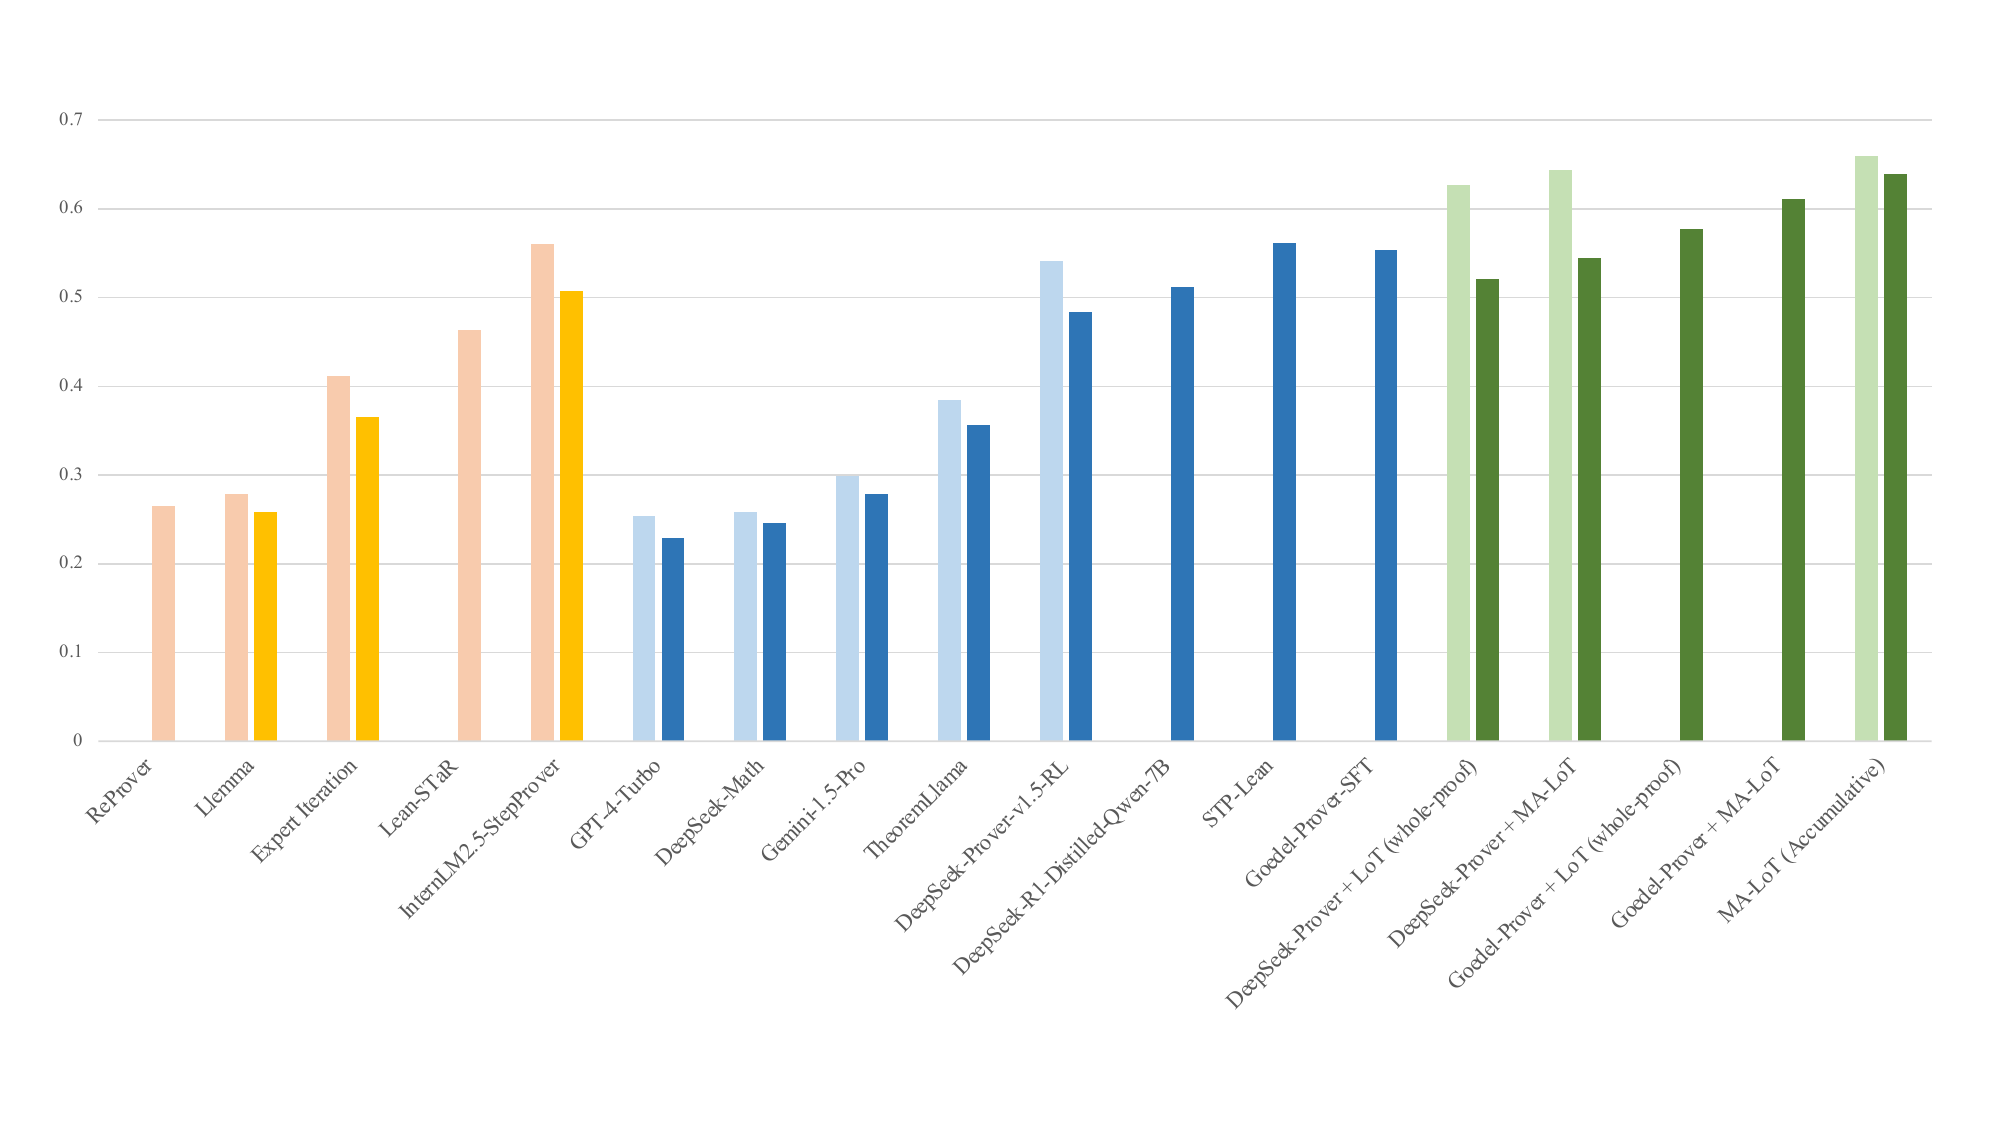 0.7
0.6
0.5
0.4
0.3
0.2
0.1
0
ReProver
Llemma
Expert Iteration
Lean-STaR
InternLM2.5-StepProver
GPT-4-Turbo
DeepSeek-Math
Gemini-1.5-Pro
TheoremLlama
DeepSeek-Prover-v1.5-RL
DeepSeek-R1-Distilled-Qwen-7B
STP-Lean
Goedel-Prover-SFT
DeepSeek-Prover + LoT (whole-proof)
DeepSeek-Prover + MA-LoT
Goedel-Prover + LoT (whole-proof)
Goedel-Prover + MA-LoT
MA-LoT (Accumulative)